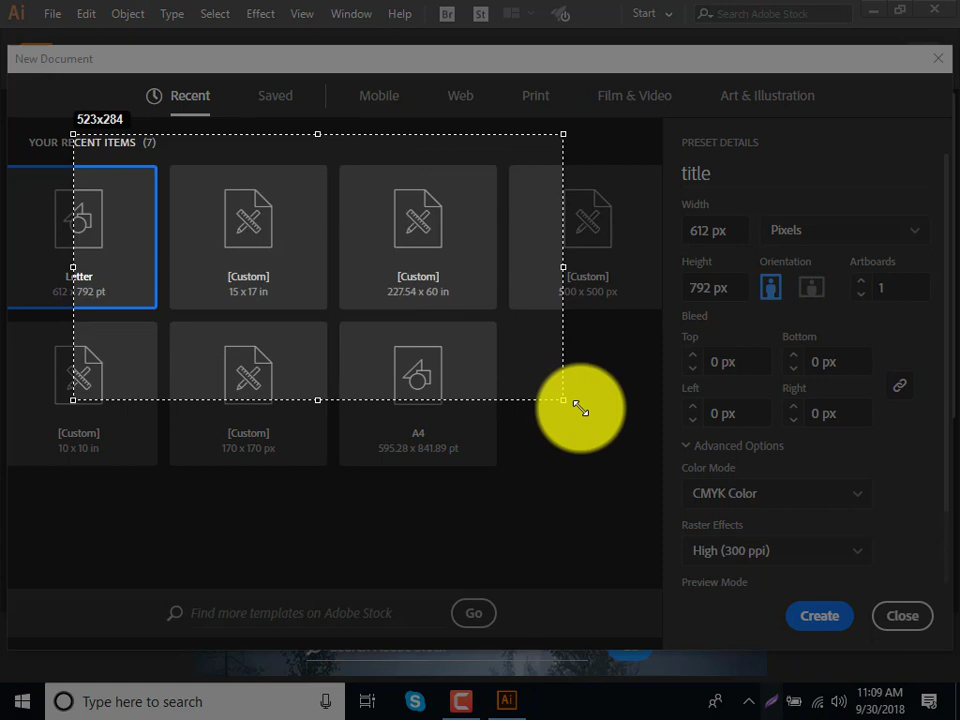 Ai File Edit Object Type Select Effect View Window Help Br St Start Search Adobe Stock
New Document
Recent Saved Mobile Web Print Film & Video Art & Illustration
523x284
YOUR RECENT ITEMS (7)
Letter
612 x 792 pt
[Custom]
15 x 17 in
[Custom]
227.54 x 60 in
[Custom]
500 x 500 px
[Custom]
10 x 10 in
[Custom]
170 x 170 px
A4
595.28 x 841.89 pt
Find more templates on Adobe Stock Go
PRESET DETAILS
title
Width
612 px Pixels
Height Orientation Artboards
792 px 1
Bleed
Top Bottom
0 px 0 px
Left Right
0 px 0 px
Advanced Options
Color Mode
CMYK Color
Raster Effects
High (300 ppi)
Preview Mode
Create Close
Type here to search
Ai
11:09 AM
9/30/2018